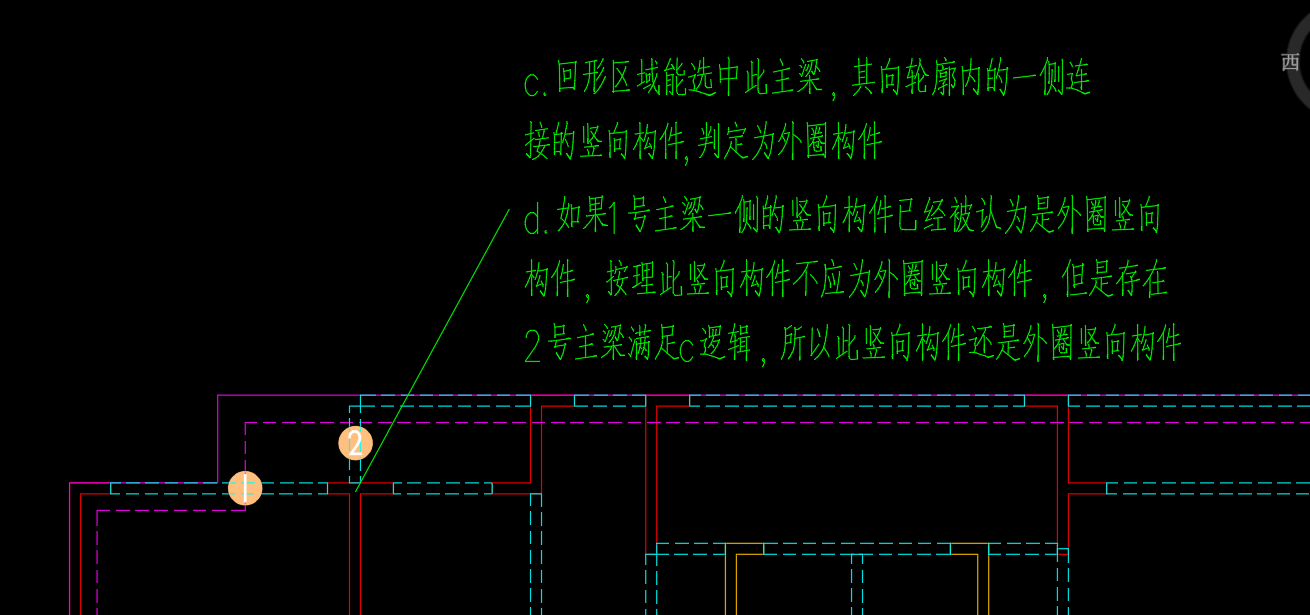 西
c. 回形区域能选中此主梁，其向轮廓内的一侧连
接的竖向构件,判定为外圈构件
d. 如果1号主梁一侧的竖向构件已经被认为是外圈竖向
构件，按理此竖向构件不应为外圈竖向构件，但是存在
2号主梁满足c逻辑，所以此竖向构件还是外圈竖向构件
2
1